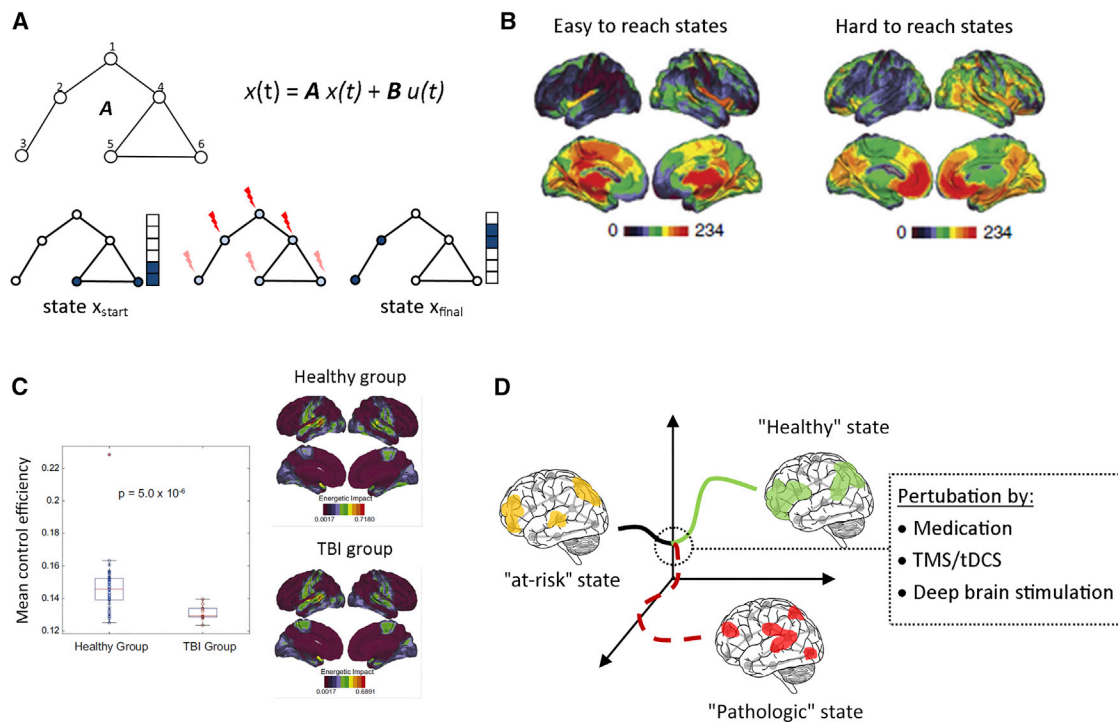 A
1
2
4
A
3
5
6
x(t) = A x(t) + B u(t)
state x_start
state x_final
B
Easy to reach states
Hard to reach states
0 234
0 234
C
Mean control efficiency
0.22
0.2
0.18
0.16
0.14
0.12
p = 5.0 x 10⁻⁶
Healthy Group
TBI Group
Healthy group
Energetic Impact
0.0017 0.7180
TBI group
Energetic Impact
0.0017 0.6891
D
"Healthy" state
"at-risk" state
"Pathologic" state
Pertubation by:
● Medication
● TMS/tDCS
● Deep brain stimulation